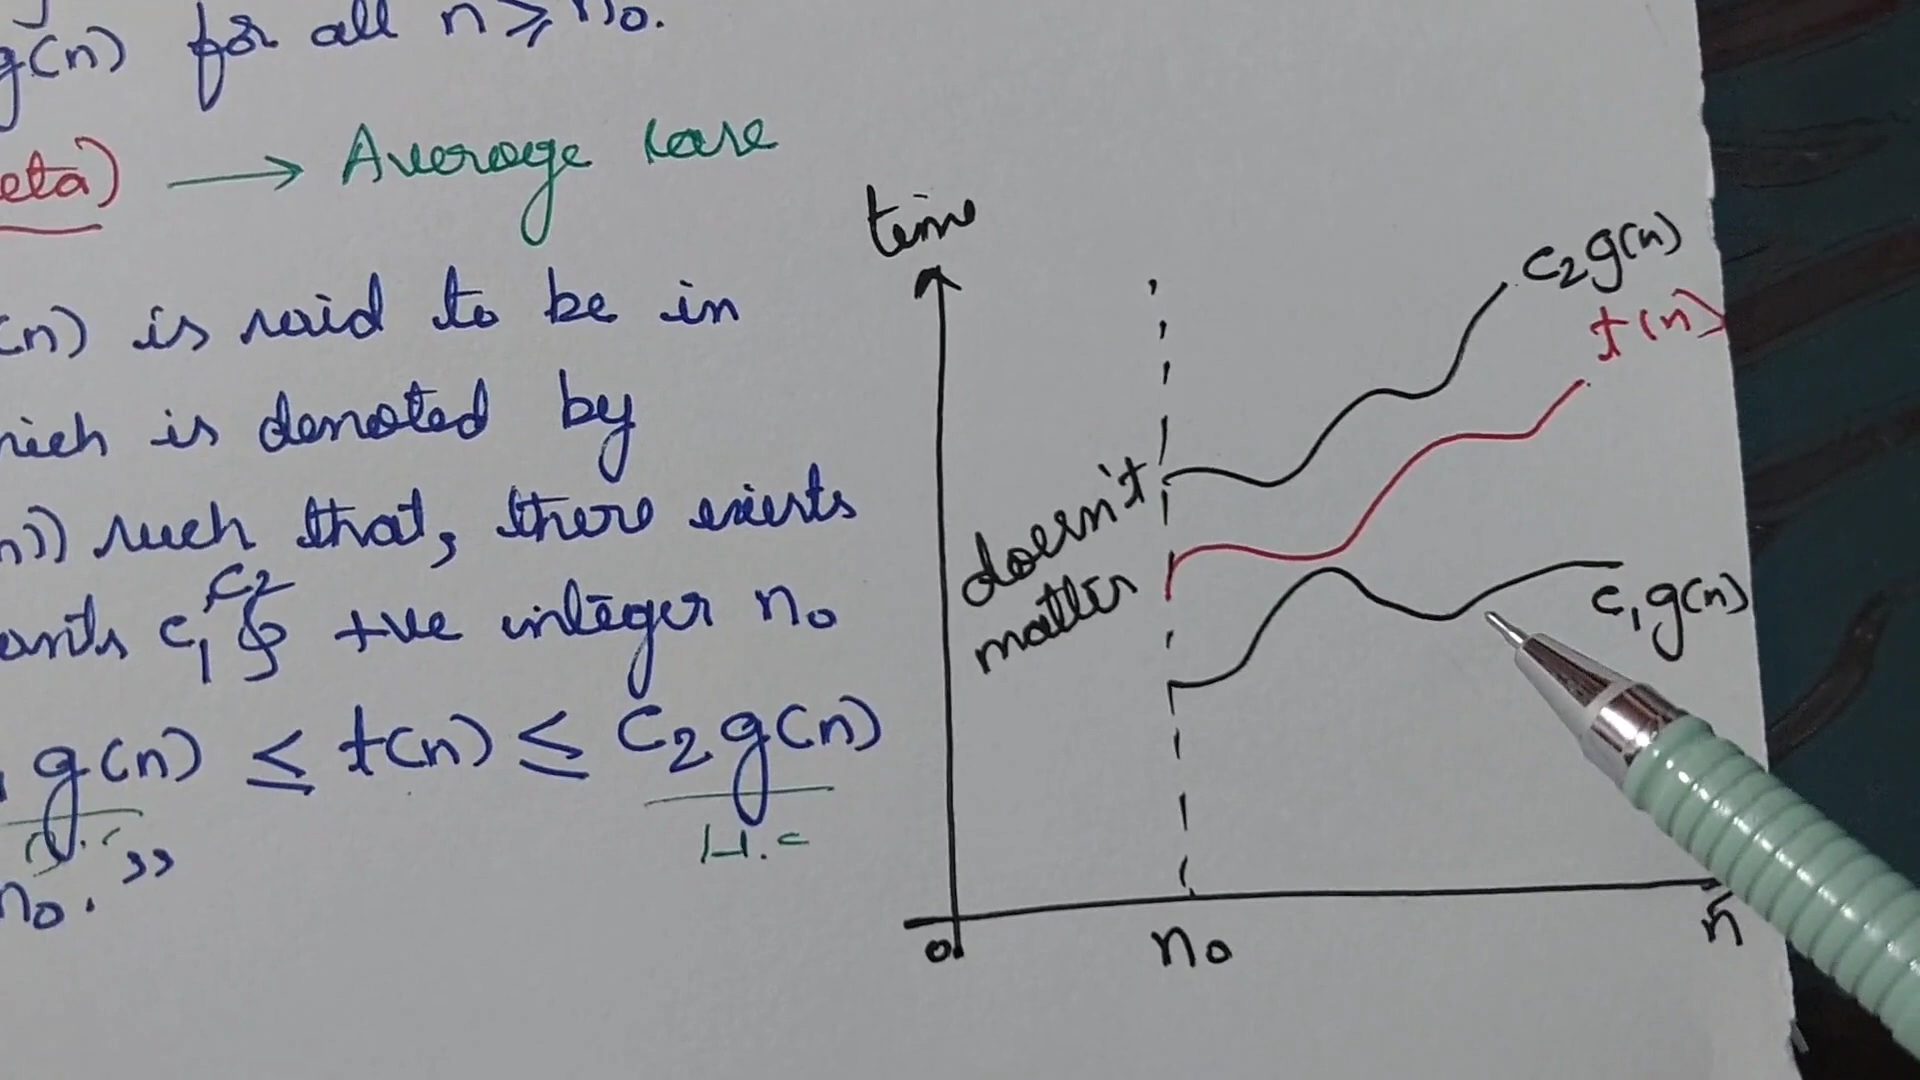 g(n) for all n ≥ n₀.
eta) → Average case
(n) is said to be in
hich is denoted by
n)) such that, there exists
ants c₁, c₂ & +ve integer n₀
g(n) ≤ t(n) ≤ c₂ g(n)
H.C
n₀. ”
time
c₂g(n)
t(n)
doesn't
matter
c₁g(n)
0
n₀
n